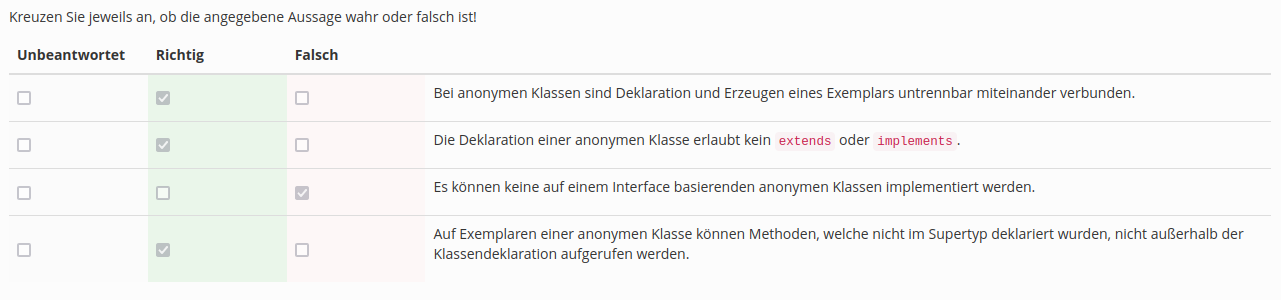 Kreuzen Sie jeweils an, ob die angegebene Aussage wahr oder falsch ist!
Unbeantwortet Richtig Falsch
Bei anonymen Klassen sind Deklaration und Erzeugen eines Exemplars untrennbar miteinander verbunden.
Die Deklaration einer anonymen Klasse erlaubt kein extends oder implements.
Es können keine auf einem Interface basierenden anonymen Klassen implementiert werden.
Auf Exemplaren einer anonymen Klasse können Methoden, welche nicht im Supertyp deklariert wurden, nicht außerhalb der
Klassendeklaration aufgerufen werden.